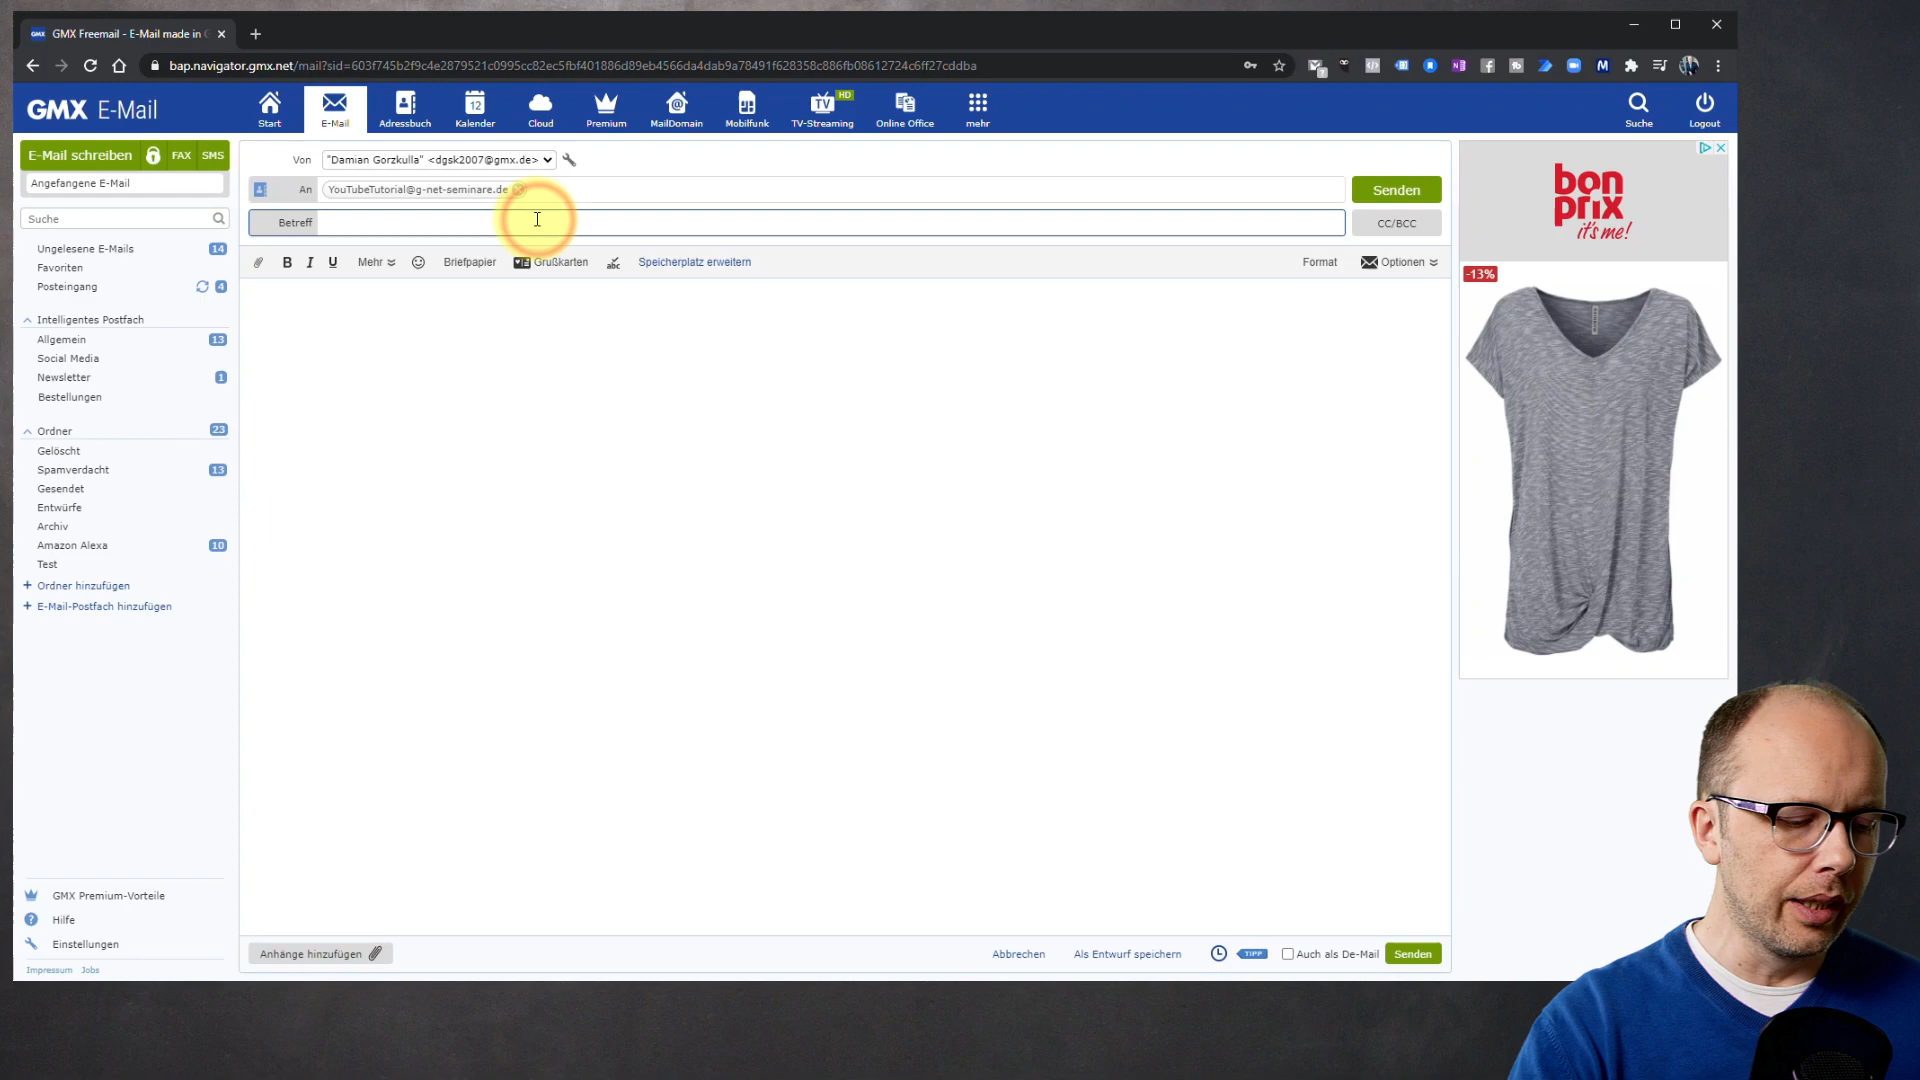 GMX Freemail - E-Mail made in
bap.navigator.gmx.net/mail?sid=603f745b2f9c4e2879521c0995cc82ec5fbf401886d89eb4566da4dab9a78491f628358c886fb08612724c6ff27cddba
GMX E-Mail
Start
E-Mail
Adressbuch
12
Kalender
Cloud
Premium
MailDomain
Mobilfunk
TV HD
TV-Streaming
Online Office
mehr
Suche
Logout
E-Mail schreiben FAX SMS
Angefangene E-Mail
Suche
Ungelesene E-Mails 14
Favoriten
Posteingang 4
Intelligentes Postfach
Allgemein 13
Social Media
Newsletter 1
Bestellungen
Ordner 23
Gelöscht
Spamverdacht 13
Gesendet
Entwürfe
Archiv
Amazon Alexa 10
Test
+ Ordner hinzufügen
+ E-Mail-Postfach hinzufügen
GMX Premium-Vorteile
Hilfe
Einstellungen
Impressum Jobs
Von "Damian Gorzkulla" <dgsk2007@gmx.de>
An YouTubeTutorial@g-net-seminare.de
Senden
Betreff
CC/BCC
B I U Mehr Briefpapier Grußkarten abc Speicherplatz erweitern Format Optionen
Anhänge hinzufügen
Abbrechen Als Entwurf speichern TIPP Auch als De-Mail Senden
bon
prix
it's me!
-13%